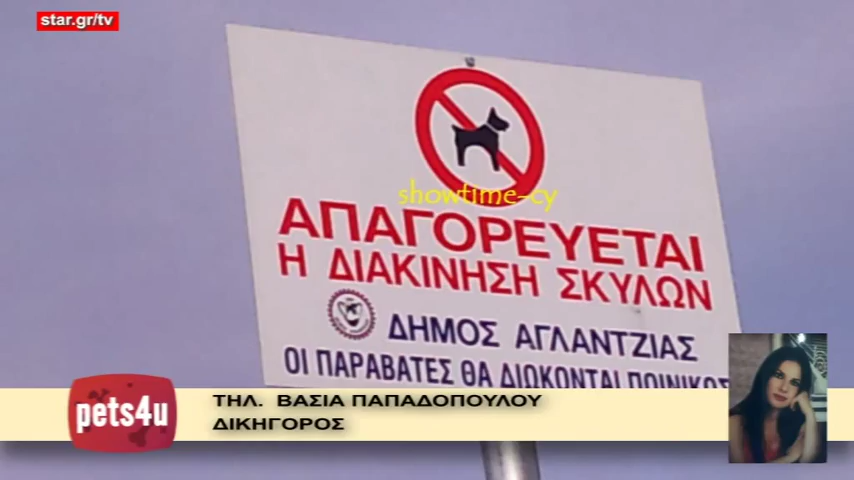 star.gr/tv
showtime-cy
ΑΠΑΓΟΡΕΥΕΤΑΙ
Η ΔΙΑΚΙΝΗΣΗ ΣΚΥΛΩΝ
ΔΗΜΟΣ ΑΓΛΑΝΤΖΙΑΣ
ΟΙ ΠΑΡΑΒΑΤΕΣ ΘΑ ΔΙΩΚΟΝΤΑΙ ΠΟΙΝΙΚΩΣ
pets4u
ΤΗΛ. ΒΑΣΙΑ ΠΑΠΑΔΟΠΟΥΛΟΥ
ΔΙΚΗΓΟΡΟΣ